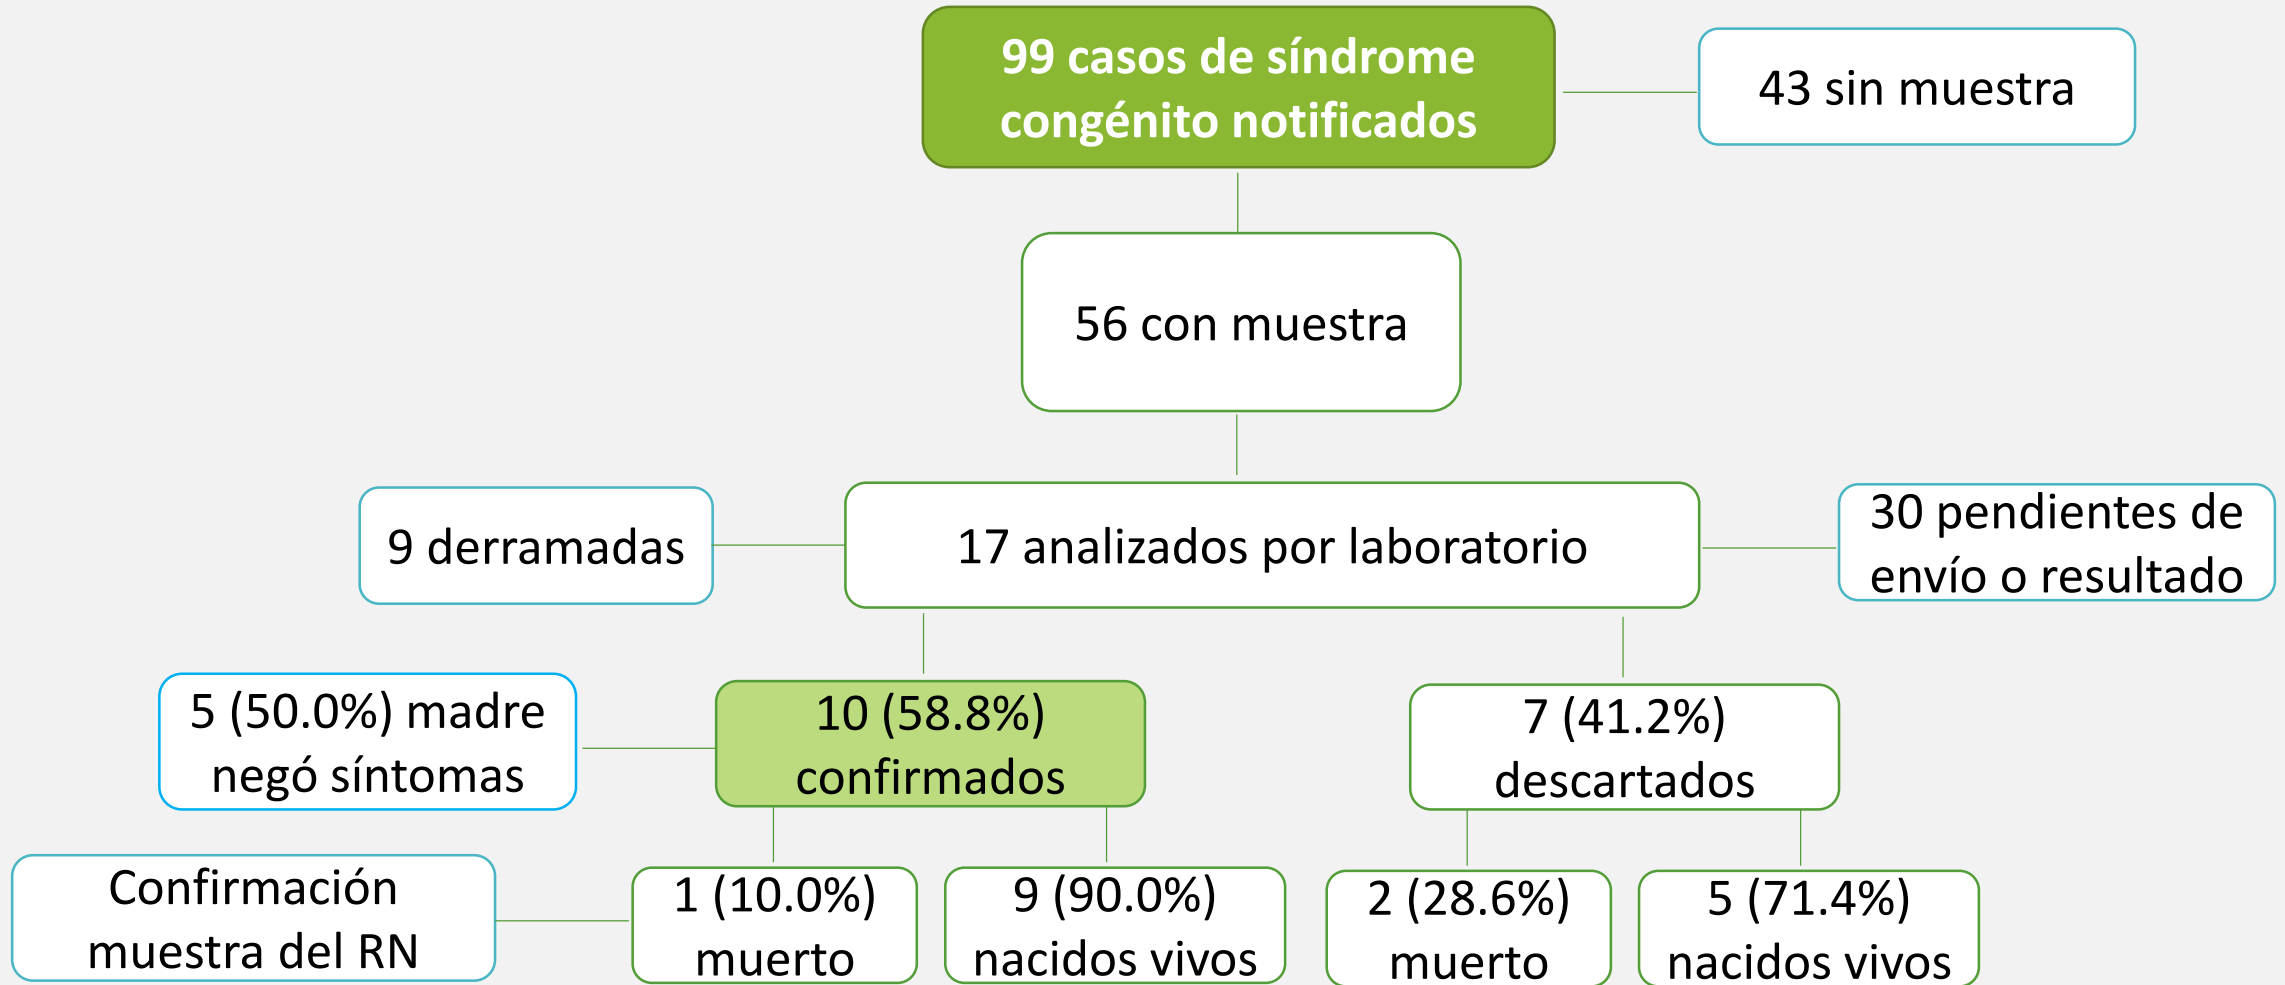 99 casos de síndrome
congénito notificados
43 sin muestra
56 con muestra
9 derramadas
17 analizados por laboratorio
30 pendientes de
envío o resultado
5 (50.0%) madre
negó síntomas
10 (58.8%)
confirmados
7 (41.2%)
descartados
Confirmación
muestra del RN
1 (10.0%)
muerto
9 (90.0%)
nacidos vivos
2 (28.6%)
muerto
5 (71.4%)
nacidos vivos